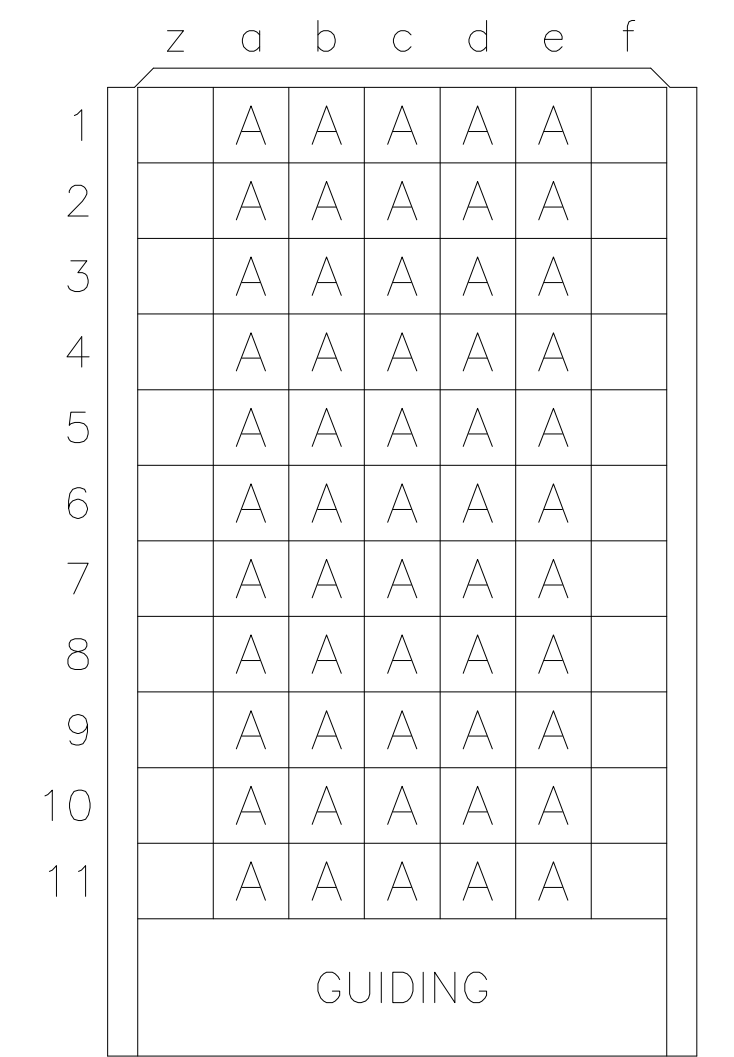 z a b c d e f
1 A A A A A
2 A A A A A
3 A A A A A
4 A A A A A
5 A A A A A
6 A A A A A
7 A A A A A
8 A A A A A
9 A A A A A
10 A A A A A
11 A A A A A
GUIDING